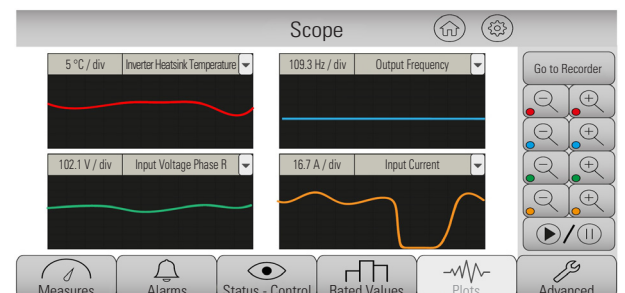 Scope
5 °C / div Inverter Heatsink Temperature
109.3 Hz / div Output Frequency
Go to Recorder
102.1 V / div Input Voltage Phase R
16.7 A / div Input Current
Measures Alarms Status - Control Rated Values Plots Advanced